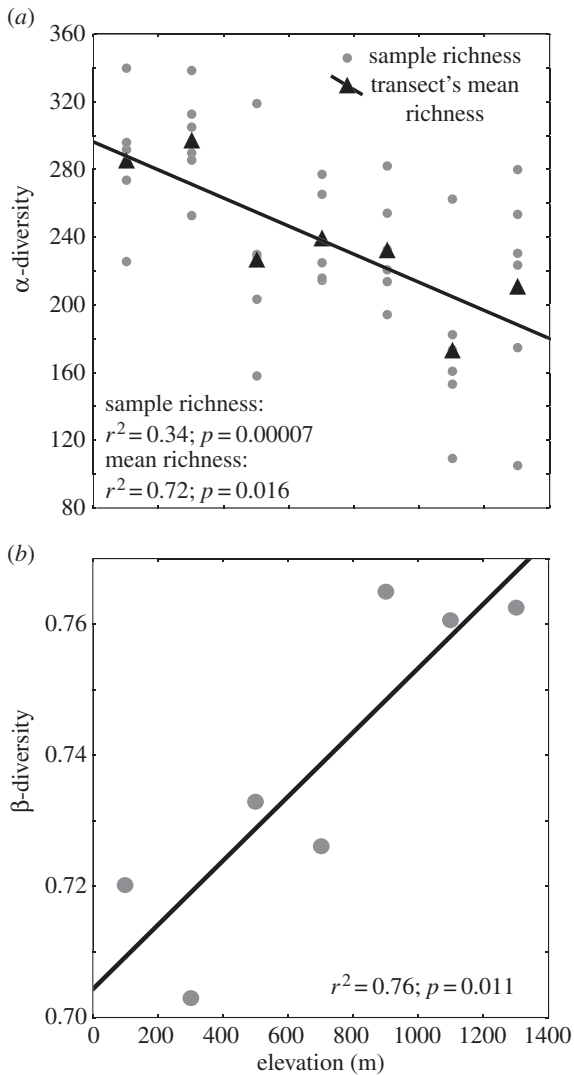 (a)
360
320
280
240
200
160
120
80
α-diversity
sample richness
transect's mean
richness
sample richness:
r² = 0.34; p = 0.00007
mean richness:
r² = 0.72; p = 0.016
(b)
0.76
0.74
0.72
0.70
β-diversity
r² = 0.76; p = 0.011
0 200 400 600 800 1000 1200 1400
elevation (m)